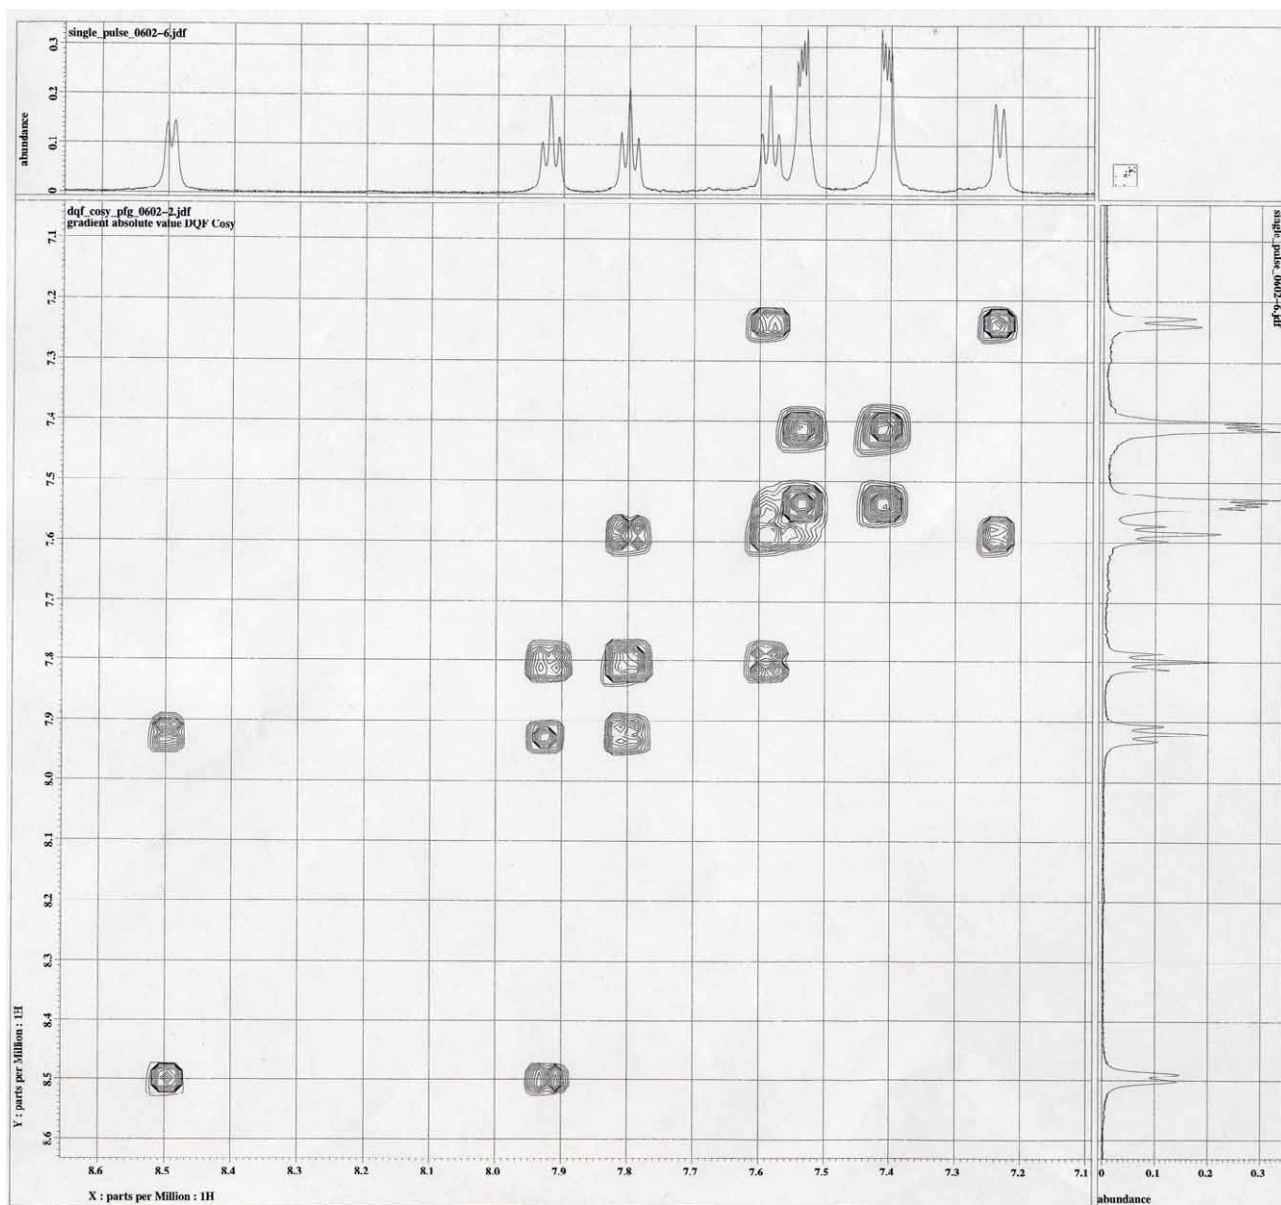 single_pulse_0602-6.jdf
0.3
0.2
0.1
0
abundance
dqf_cosy_pfg_0602-2.jdf
gradient absolute value DQF Cosy
single_pulse_0602-6.jdf
7.1
7.2
7.3
7.4
7.5
7.6
7.7
7.8
7.9
8.0
8.1
8.2
8.3
8.4
8.5
8.6
Y : parts per Million : 1H
8.6 8.5 8.4 8.3 8.2 8.1 8.0 7.9 7.8 7.7 7.6 7.5 7.4 7.3 7.2 7.1
X : parts per Million : 1H
0 0.1 0.2 0.3
abundance